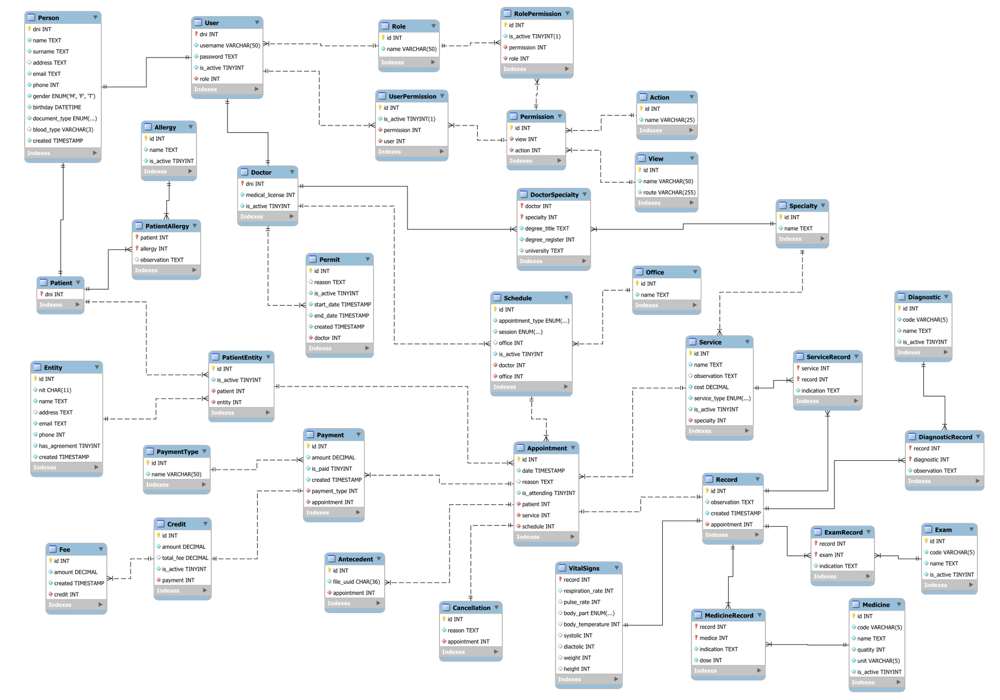 Person
dni INT
name TEXT
surname TEXT
address TEXT
email TEXT
phone INT
gender ENUM('M', 'F', 'T')
birthday DATETIME
document_type ENUM(...)
blood_type VARCHAR(3)
created TIMESTAMP
Indexes
User
dni INT
username VARCHAR(50)
password TEXT
is_active TINYINT
role INT
Indexes
Role
id INT
name VARCHAR(50)
Indexes
RolePermission
id INT
is_active TINYINT(1)
permission INT
role INT
Indexes
UserPermission
id INT
is_active TINYINT(1)
permission INT
user INT
Indexes
Permission
id INT
view INT
action INT
Indexes
Action
id INT
name VARCHAR(25)
Indexes
View
id INT
name VARCHAR(50)
route VARCHAR(255)
Indexes
Allergy
id INT
name TEXT
is_active TINYINT
Indexes
Doctor
dni INT
medical_license INT
is_active TINYINT
Indexes
DoctorSpecialty
doctor INT
specialty INT
degree_title TEXT
degree_register INT
university TEXT
Indexes
Specialty
id INT
name TEXT
Indexes
PatientAllergy
patient INT
allergy INT
observation TEXT
Indexes
Patient
dni INT
Indexes
Permit
id INT
reason TEXT
is_active TINYINT
start_date TIMESTAMP
end_date TIMESTAMP
created TIMESTAMP
doctor INT
Indexes
Office
id INT
name TEXT
Indexes
Schedule
id INT
appointment_type ENUM(...)
session ENUM(...)
office INT
is_active TINYINT
doctor INT
office INT
Indexes
Diagnostic
id INT
code VARCHAR(5)
name TEXT
is_active TINYINT
Indexes
Service
id INT
name TEXT
observation TEXT
cost DECIMAL
service_type ENUM(...)
is_active TINYINT
specialty INT
Indexes
ServiceRecord
service INT
record INT
indication TEXT
Indexes
Entity
id INT
nit CHAR(11)
name TEXT
address TEXT
email TEXT
phone INT
has_agreement TINYINT
created TIMESTAMP
Indexes
PatientEntity
id INT
is_active TINYINT
patient INT
entity INT
Indexes
Payment
id INT
amount DECIMAL
is_paid TINYINT
created TIMESTAMP
payment_type INT
appointment INT
Indexes
PaymentType
id INT
name VARCHAR(50)
Indexes
Appointment
id INT
date TIMESTAMP
reason TEXT
is_attending TINYINT
patient INT
service INT
schedule INT
Indexes
DiagnosticRecord
record INT
diagnostic INT
observation TEXT
Indexes
Record
id INT
observation TEXT
created TIMESTAMP
appointment INT
Indexes
Credit
id INT
amount DECIMAL
total_fee DECIMAL
is_active TINYINT
payment INT
Indexes
Fee
id INT
amount DECIMAL
created TIMESTAMP
credit INT
Indexes
Antecedent
id INT
file_uuid CHAR(36)
appointment INT
Indexes
Cancellation
id INT
reason TEXT
appointment INT
Indexes
VitalSigns
record INT
respiration_rate INT
pulse_rate INT
body_part ENUM(...)
body_temperature INT
systolic INT
diactolic INT
weight INT
height INT
Indexes
ExamRecord
record INT
exam INT
indication TEXT
Indexes
Exam
id INT
code VARCHAR(5)
name TEXT
is_active TINYINT
Indexes
MedicineRecord
record INT
medice INT
indication TEXT
dose INT
Indexes
Medicine
id INT
code VARCHAR(5)
name TEXT
quatity INT
unit VARCHAR(5)
is_active TINYINT
Indexes